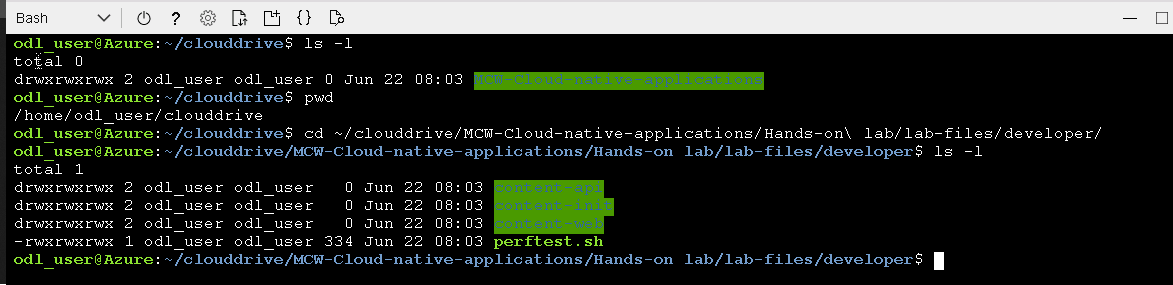 Bash
odl_user@Azure:~/clouddrive$ ls -l
total 0
drwxrwxrwx 2 odl_user odl_user 0 Jun 22 08:03 MCW-Cloud-native-applications
odl_user@Azure:~/clouddrive$ pwd
/home/odl_user/clouddrive
odl_user@Azure:~/clouddrive$ cd ~/clouddrive/MCW-Cloud-native-applications/Hands-on\ lab/lab-files/developer/
odl_user@Azure:~/clouddrive/MCW-Cloud-native-applications/Hands-on lab/lab-files/developer$ ls -l
total 1
drwxrwxrwx 2 odl_user odl_user   0 Jun 22 08:03 content-api
drwxrwxrwx 2 odl_user odl_user   0 Jun 22 08:03 content-init
drwxrwxrwx 2 odl_user odl_user   0 Jun 22 08:03 content-web
-rwxrwxrwx 1 odl_user odl_user 334 Jun 22 08:03 perftest.sh
odl_user@Azure:~/clouddrive/MCW-Cloud-native-applications/Hands-on lab/lab-files/developer$